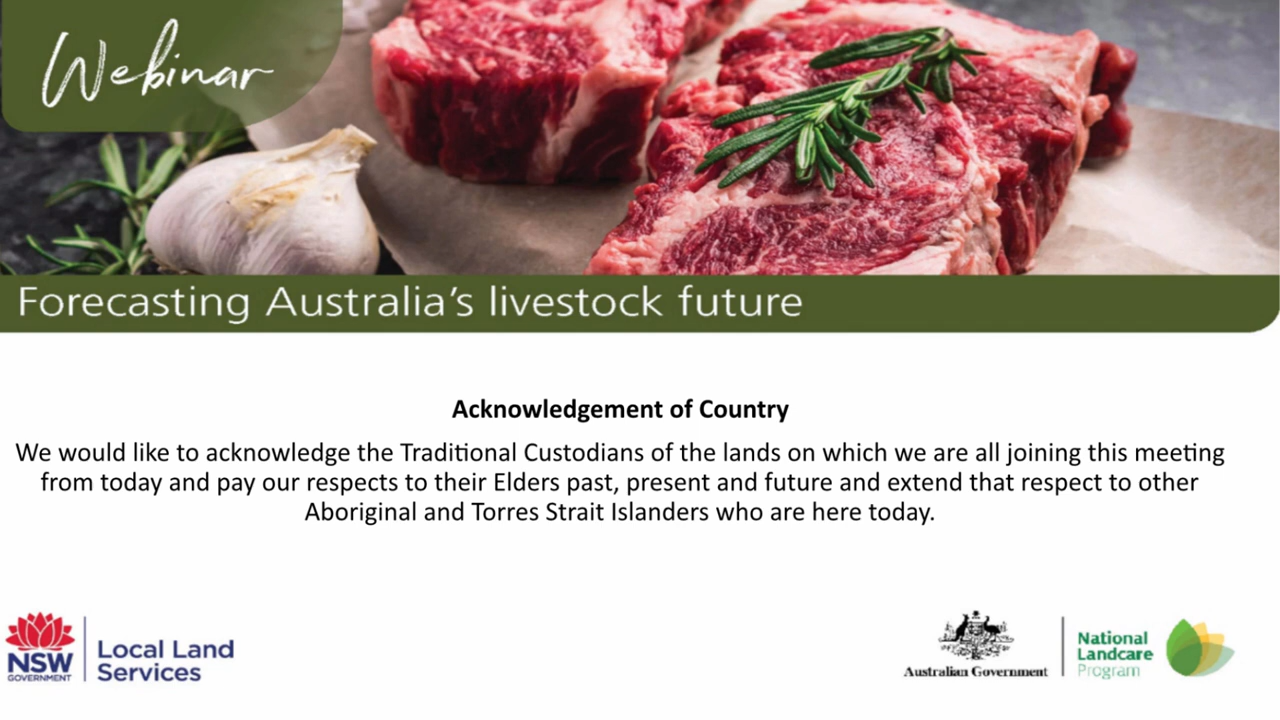 Webinar
Forecasting Australia's livestock future
Acknowledgement of Country
We would like to acknowledge the Traditional Custodians of the lands on which we are all joining this meeting
from today and pay our respects to their Elders past, present and future and extend that respect to other
Aboriginal and Torres Strait Islanders who are here today.
NSW
GOVERNMENT
Local Land
Services
Australian Government
National
Landcare
Program